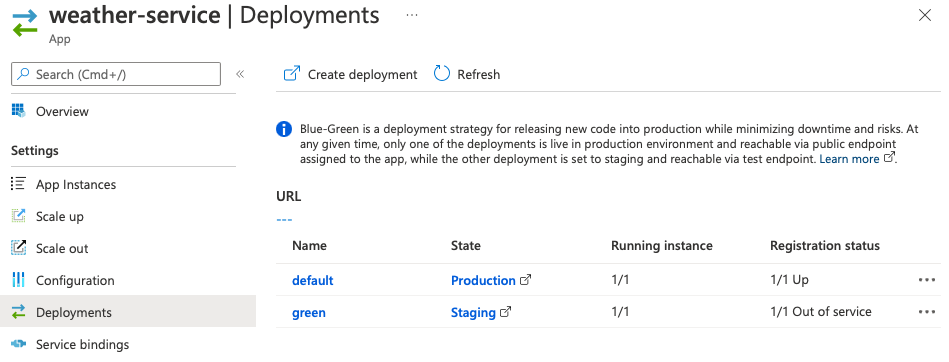 weather-service | Deployments ...
App
Search (Cmd+/) «
Create deployment Refresh
Overview
Blue-Green is a deployment strategy for releasing new code into production while minimizing downtime and risks. At
any given time, only one of the deployments is live in production environment and reachable via public endpoint
assigned to the app, while the other deployment is set to staging and reachable via test endpoint. Learn more.
Settings
App Instances
Scale up
Scale out
Configuration
Deployments
Service bindings
URL
---
Name State Running instance Registration status
default Production 1/1 1/1 Up ...
green Staging 1/1 1/1 Out of service ...